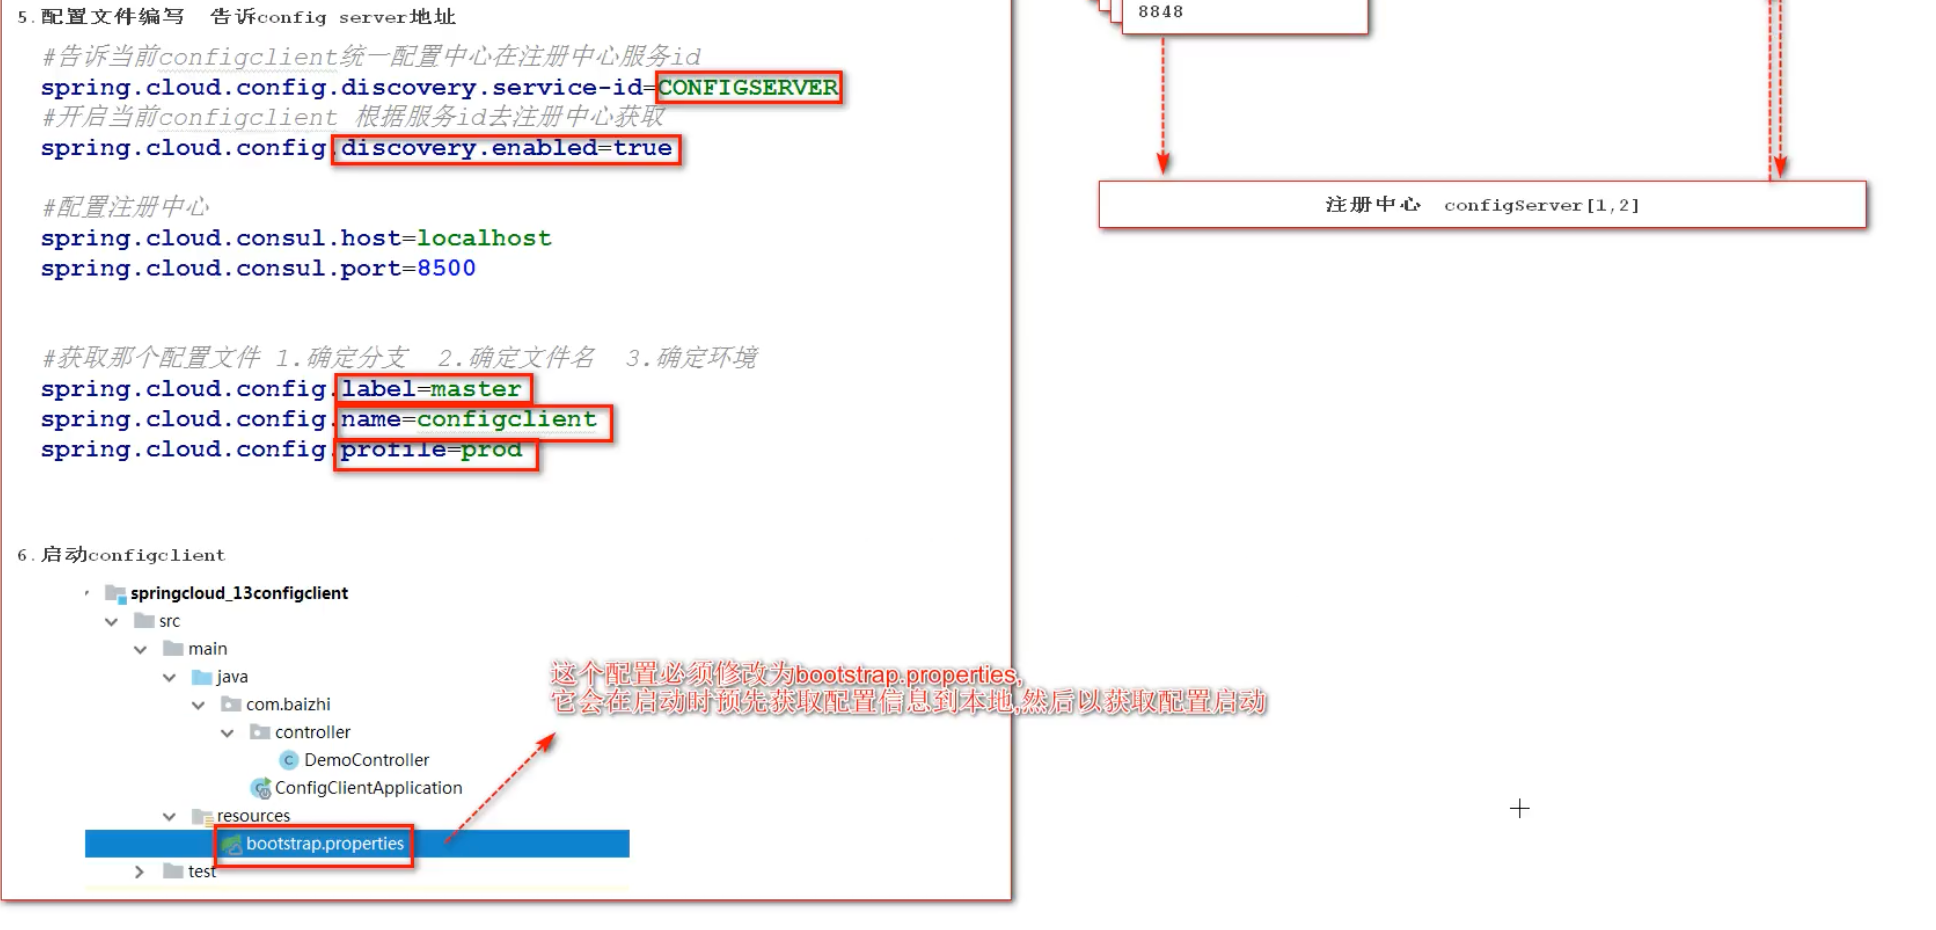 5.配置文件编写  告诉config server地址
#告诉当前configclient统一配置中心在注册中心服务id
spring.cloud.config.discovery.service-id=CONFIGSERVER
#开启当前configclient 根据服务id去注册中心获取
spring.cloud.config.discovery.enabled=true
#配置注册中心
spring.cloud.consul.host=localhost
spring.cloud.consul.port=8500
#获取那个配置文件 1.确定分支  2.确定文件名  3.确定环境
spring.cloud.config.label=master
spring.cloud.config.name=configclient
spring.cloud.config.profile=prod
6.启动configclient
springcloud_13configclient
src
main
java
com.baizhi
controller
DemoController
ConfigClientApplication
resources
bootstrap.properties
test
这个配置必须修改为bootstrap.properties,
它会在启动时预先获取配置信息到本地,然后以获取配置启动
8848
注册中心  configServer[1,2]